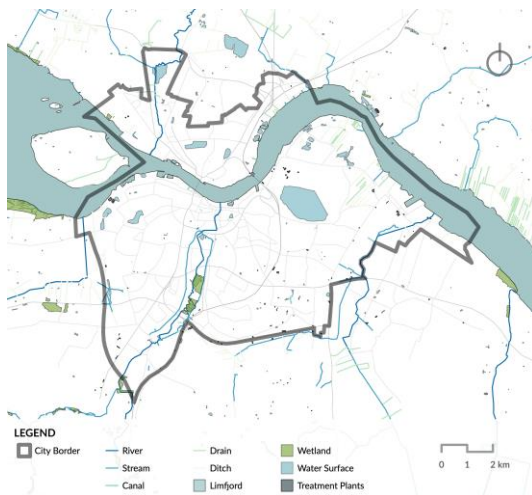 LEGEND
City Border
River
Stream
Canal
Drain
Ditch
Limfjord
Wetland
Water Surface
Treatment Plants
0 1 2 km